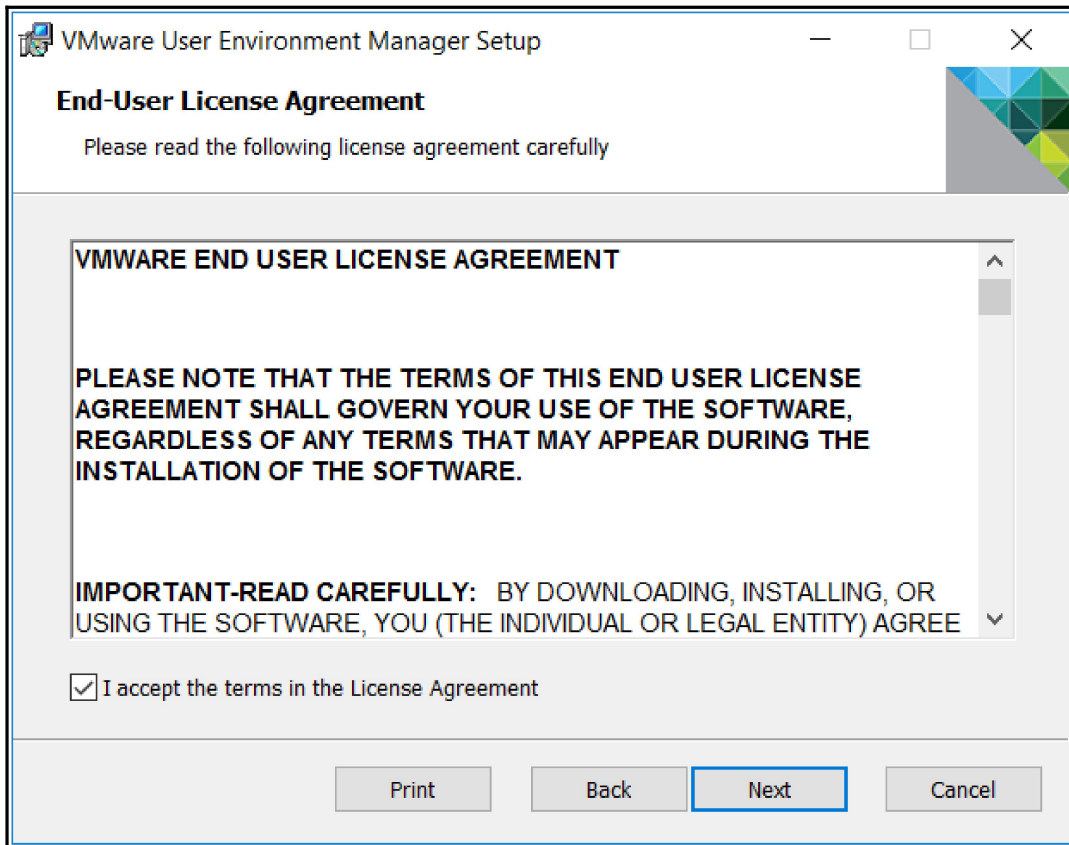 VMware User Environment Manager Setup
End-User License Agreement
Please read the following license agreement carefully
VMWARE END USER LICENSE AGREEMENT
PLEASE NOTE THAT THE TERMS OF THIS END USER LICENSE
AGREEMENT SHALL GOVERN YOUR USE OF THE SOFTWARE,
REGARDLESS OF ANY TERMS THAT MAY APPEAR DURING THE
INSTALLATION OF THE SOFTWARE.
IMPORTANT-READ CAREFULLY:   BY DOWNLOADING, INSTALLING, OR
USING THE SOFTWARE, YOU (THE INDIVIDUAL OR LEGAL ENTITY) AGREE
I accept the terms in the License Agreement
Print Back Next Cancel